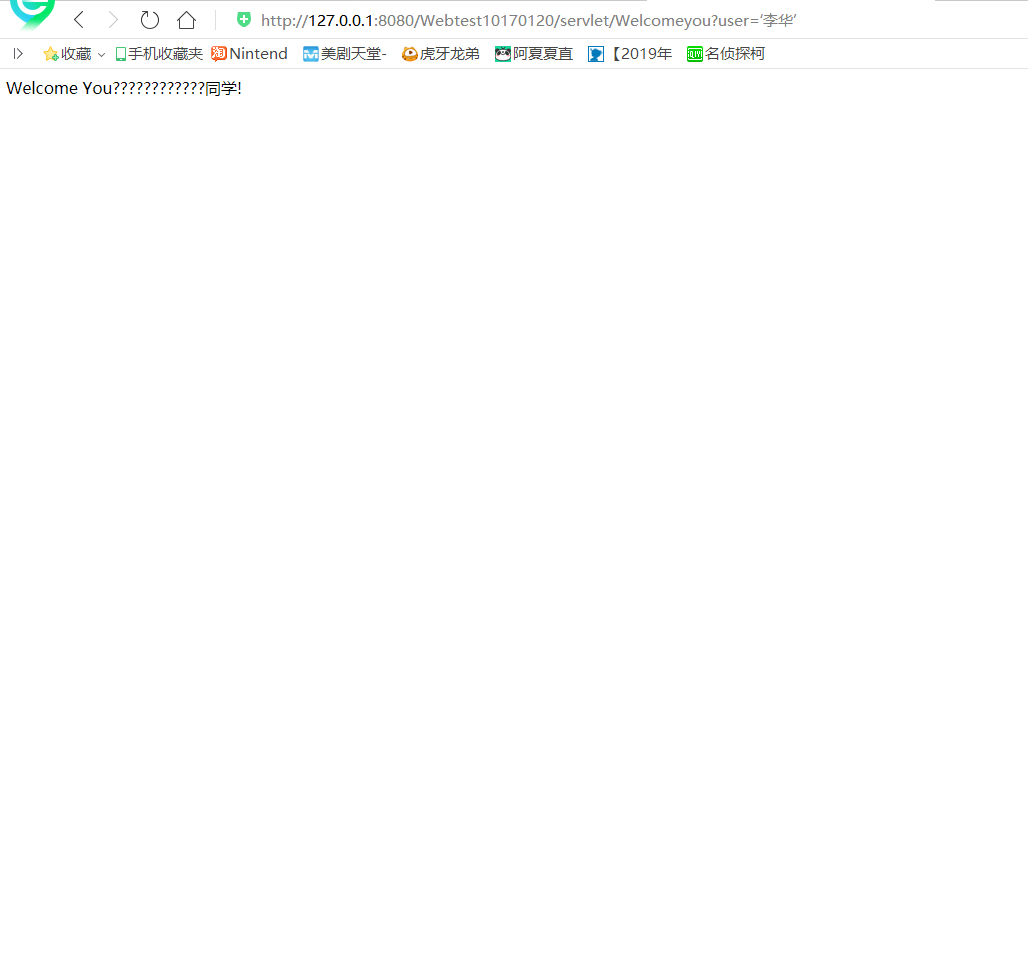 http://127.0.0.1:8080/Webtest10170120/servlet/Welcomeyou?user=‘李华’
收藏 手机收藏夹 淘 Nintend 美剧天堂- 虎牙龙弟 阿夏夏直 【2019年 名侦探柯
Welcome You????????????同学!